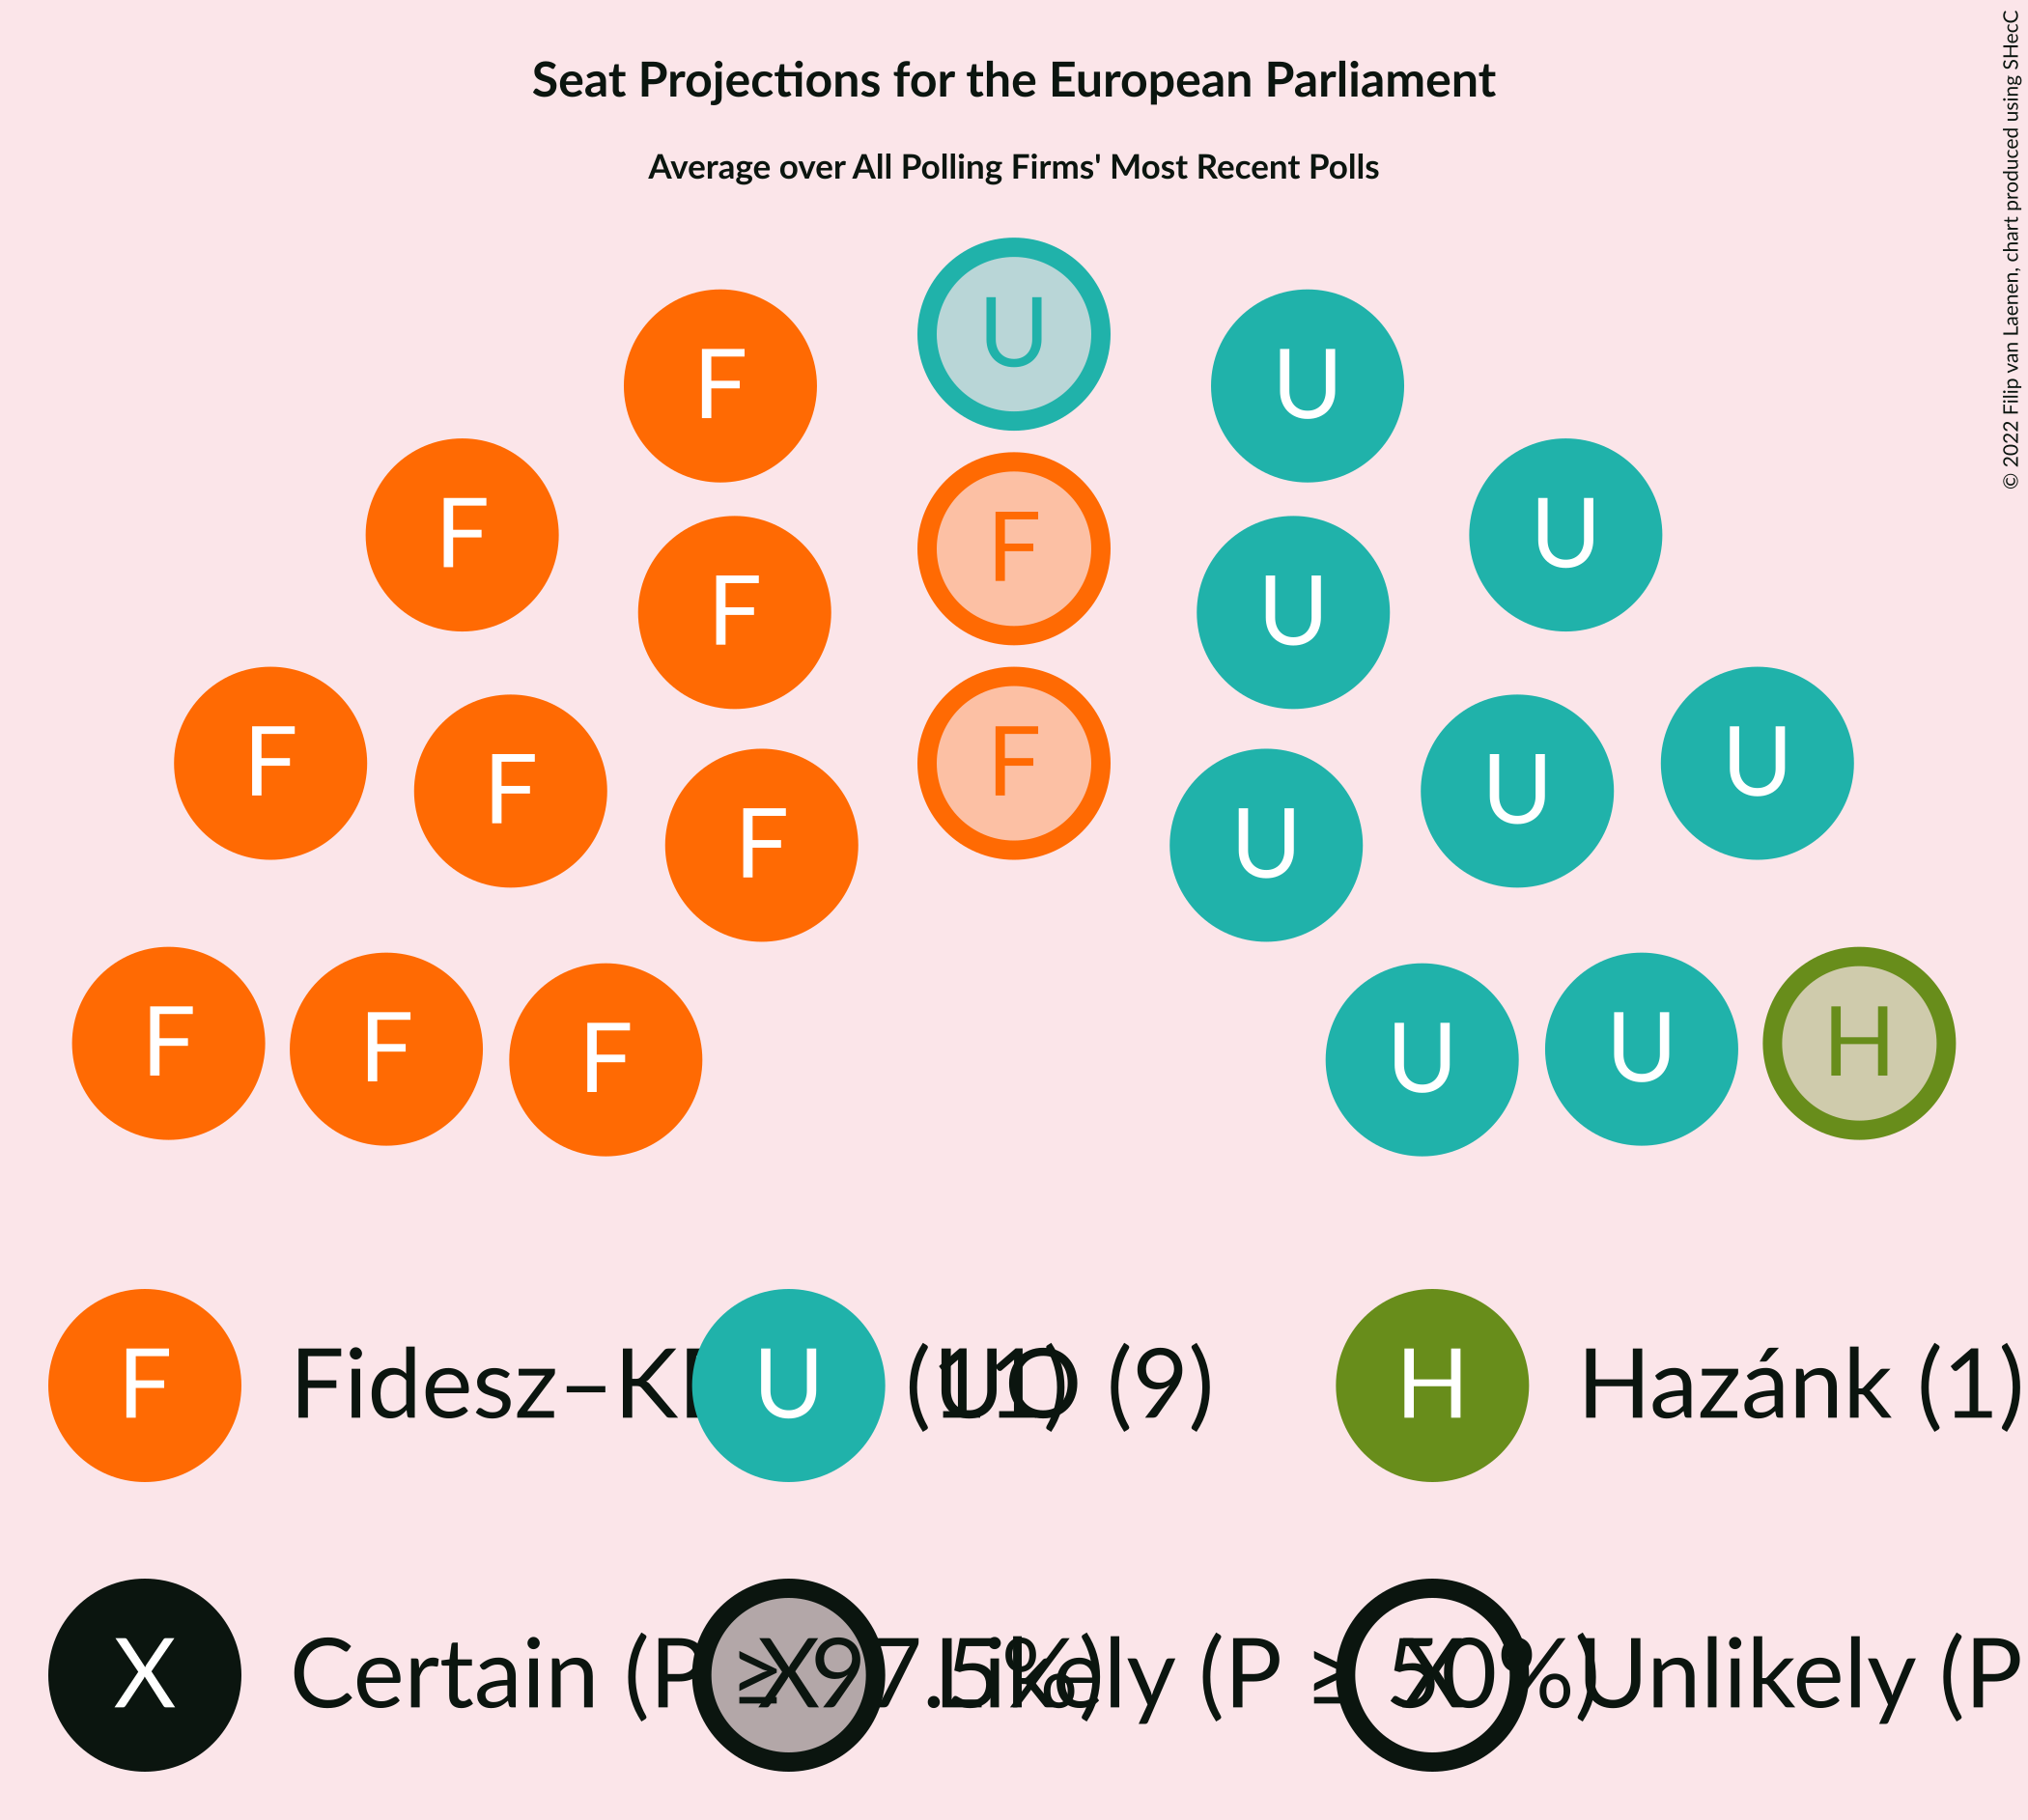 Seat Projections for the European Parliament
Average over All Polling Firms' Most Recent Polls
© 2022 Filip van Laenen, chart produced using SHecC
U
F U
F U
F
F U
F U
F
F U
F U
F U
F F F U U H
F Fidesz–K (11) U UO (9) H Hazánk (1)
X Certain (P ≥ 97.5%) X Likely (P ≥ 50%) X Unlikely (P